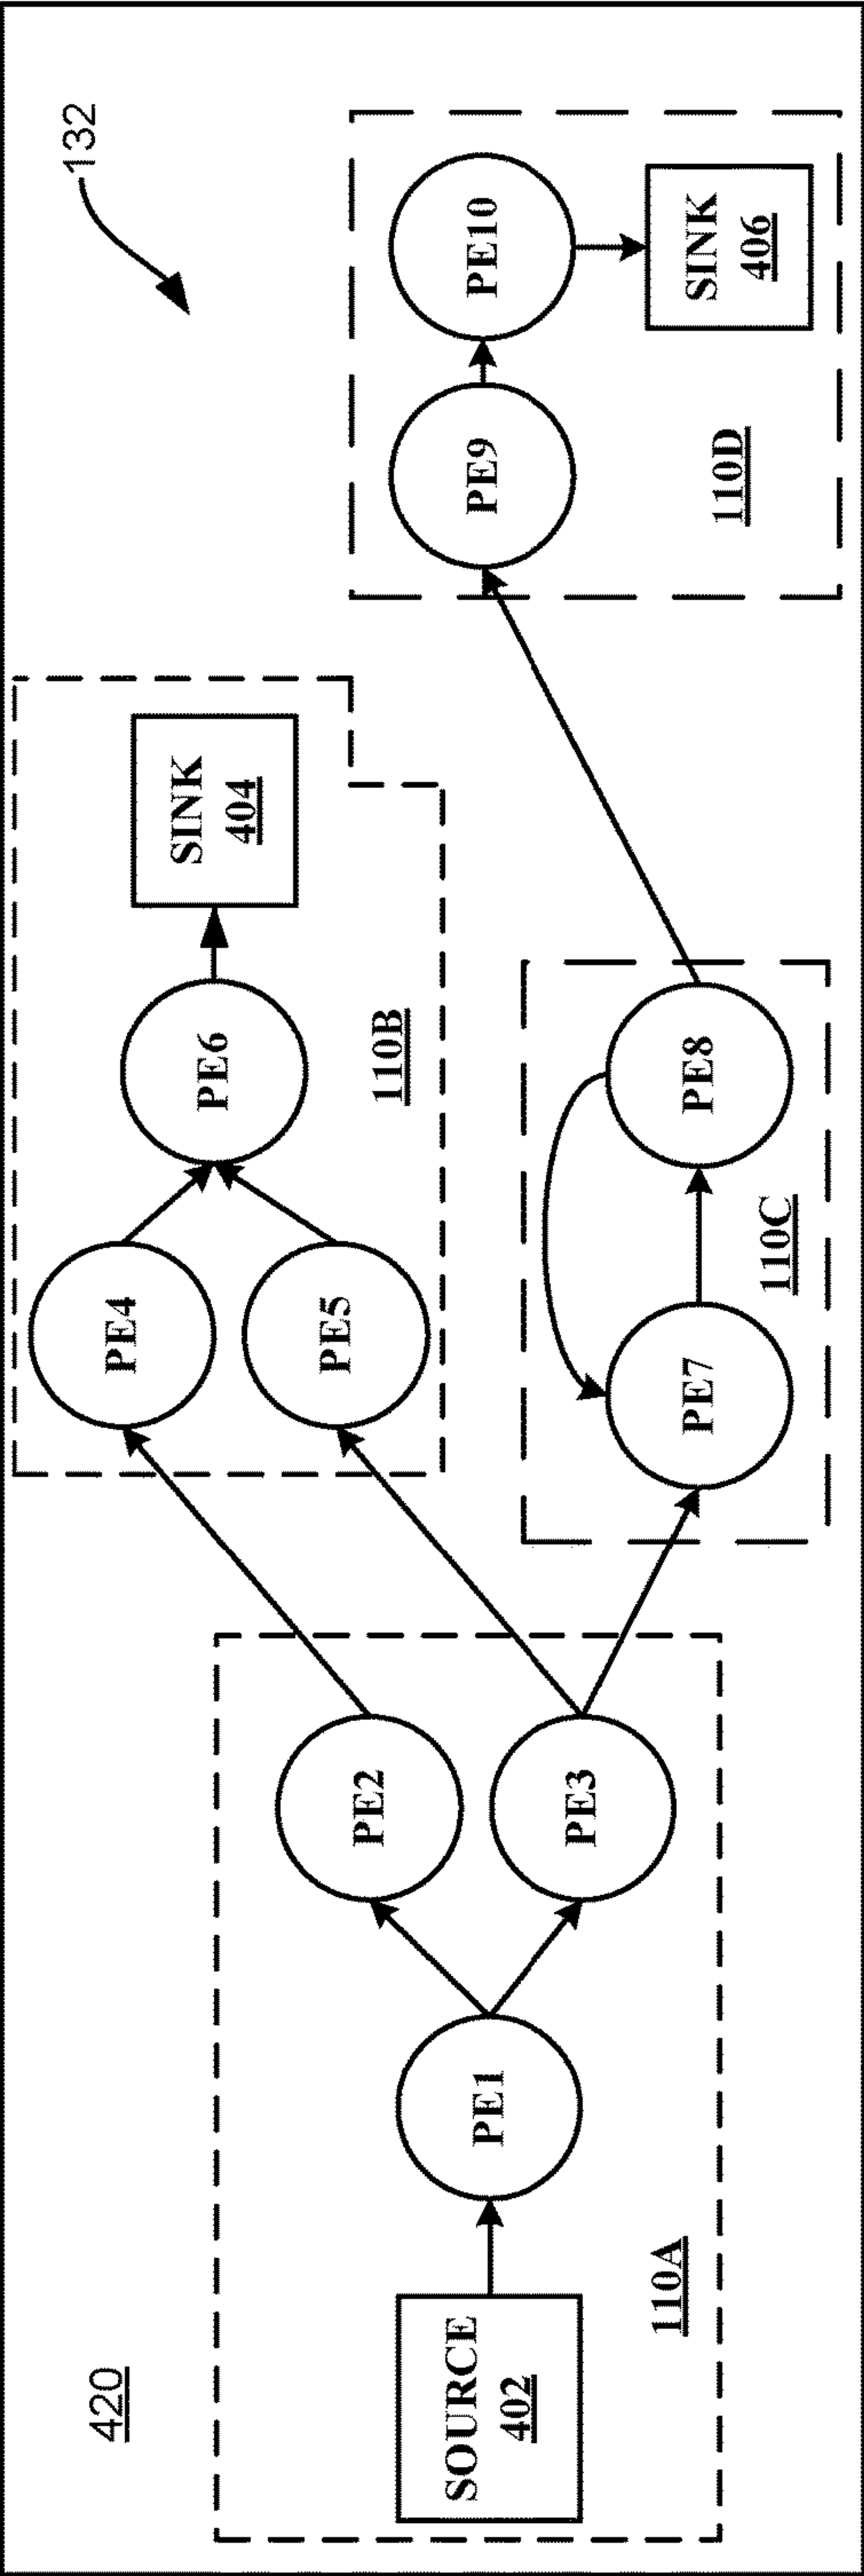 420
132
SOURCE
402
PE1
PE2
PE3
110A
PE4
PE5
PE6
SINK
404
110B
PE7
PE8
110C
PE9
PE10
SINK
406
110D